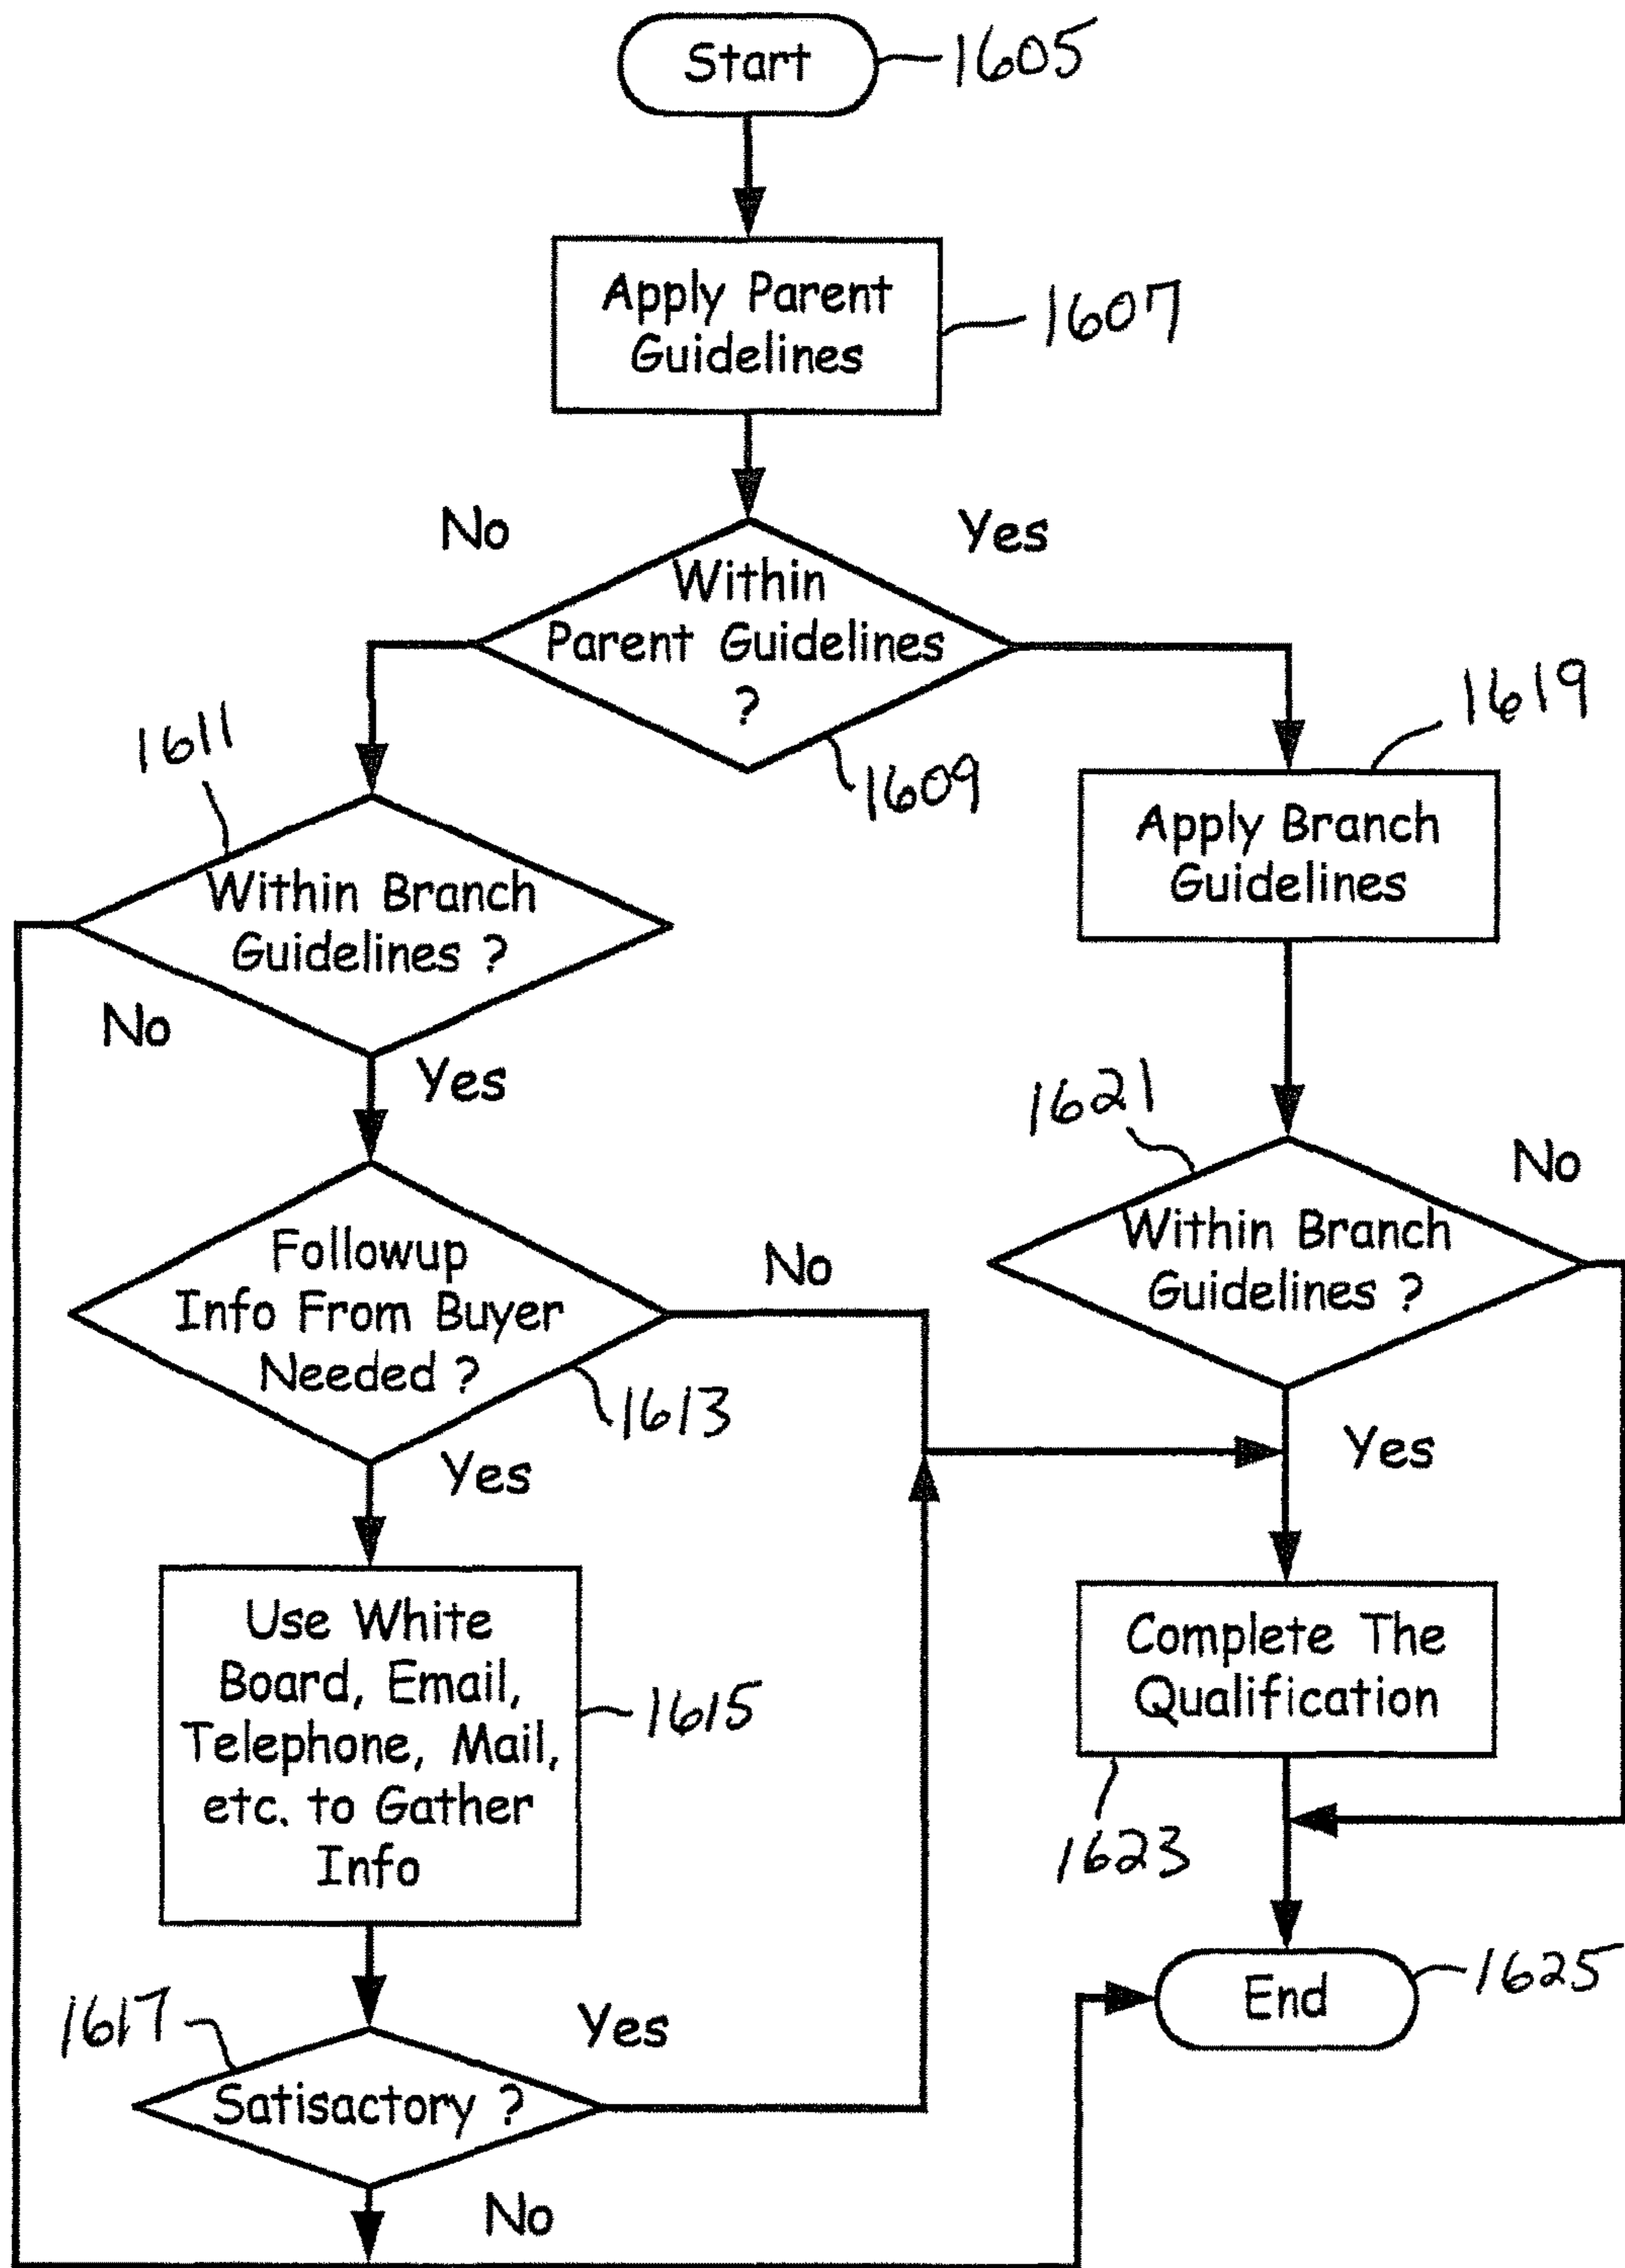 Start
1605
Apply Parent
Guidelines
1607
No
Yes
Within
Parent Guidelines
?
1609
1611
Within Branch
Guidelines ?
No
Yes
1619
Apply Branch
Guidelines
1621
Within Branch
Guidelines ?
No
Yes
Followup
Info From Buyer
Needed ?
No
1613
Yes
Use White
Board, Email,
Telephone, Mail,
etc. to Gather
Info
1615
Complete The
Qualification
1623
1617
Satisactory ?
Yes
No
End
1625